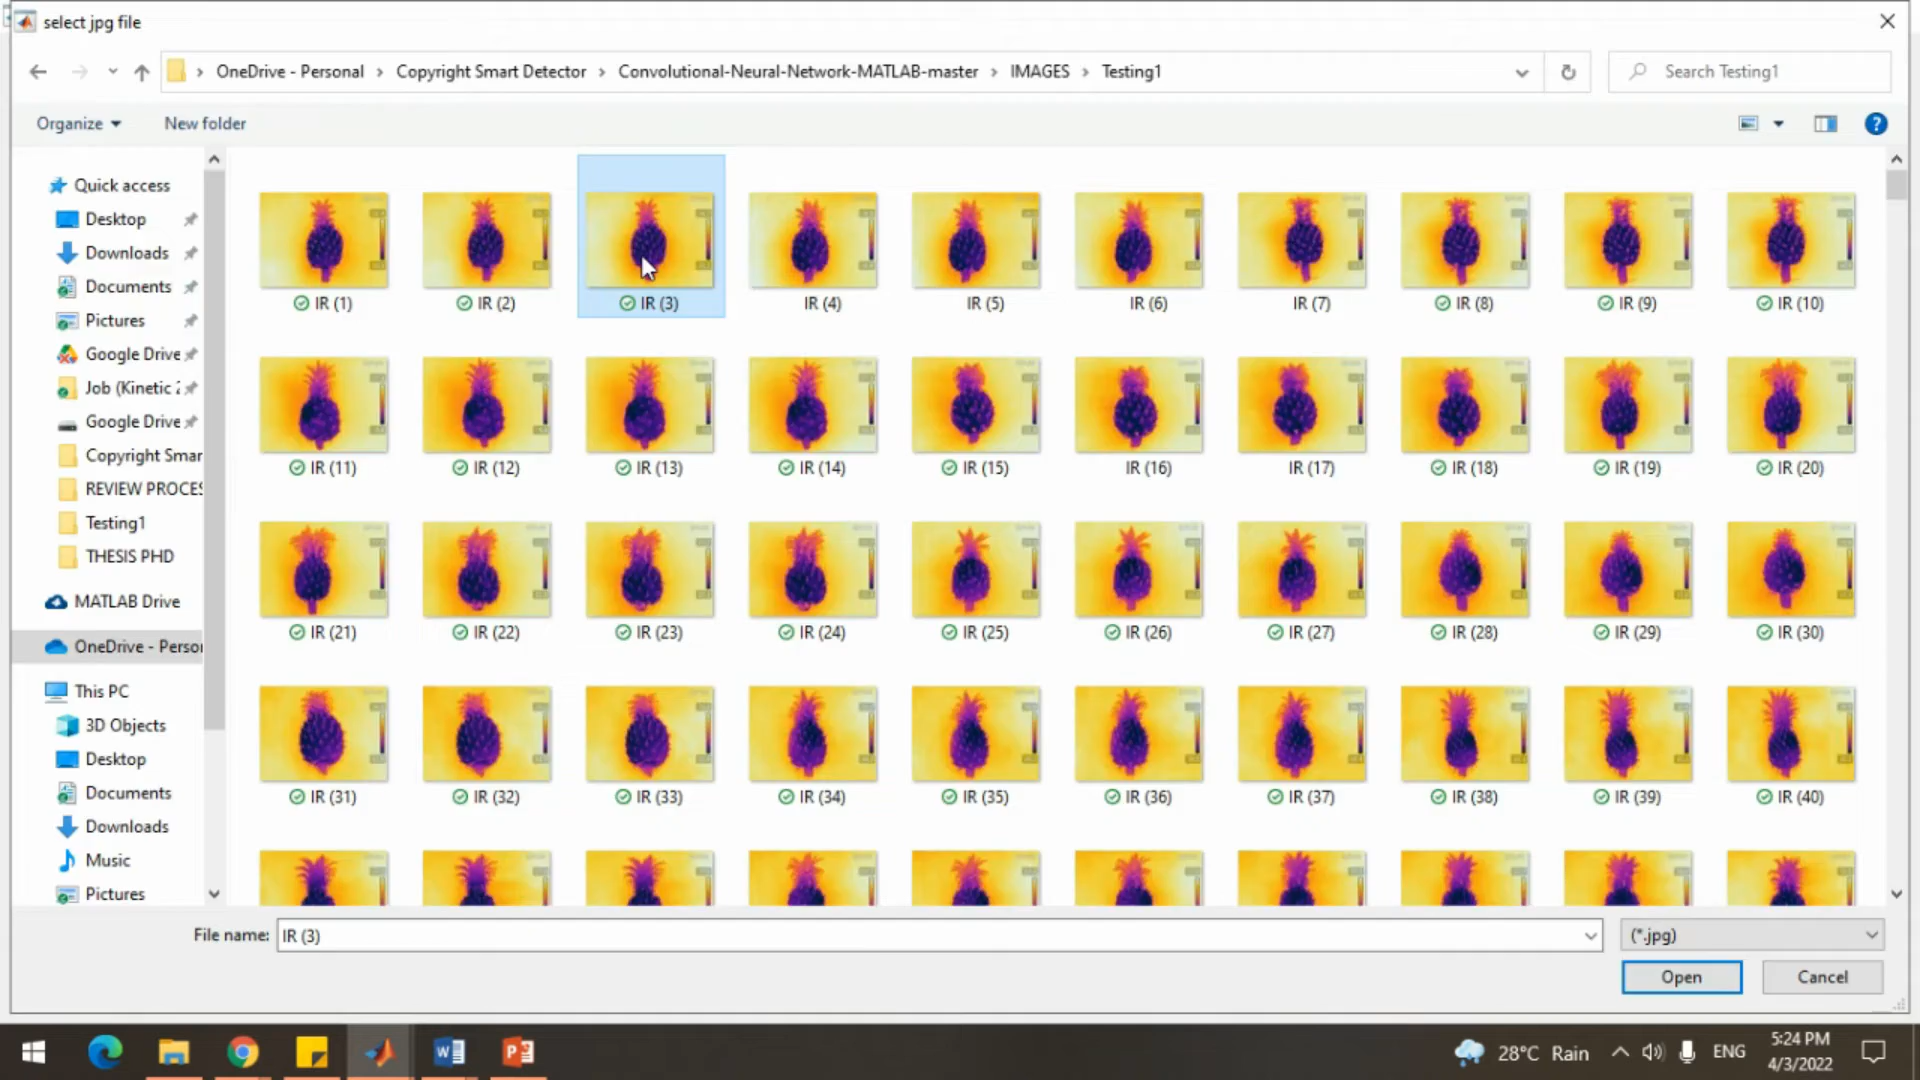 select jpg file
OneDrive - Personal > Copyright Smart Detector > Convolutional-Neural-Network-MATLAB-master > IMAGES > Testing1
Search Testing1
Organize New folder
Quick access
Desktop
Downloads
Documents
Pictures
Google Drive
Job (Kinetic 2
Google Drive
Copyright Smar
REVIEW PROCES
Testing1
THESIS PHD
MATLAB Drive
OneDrive - Person
This PC
3D Objects
Desktop
Documents
Downloads
Music
Pictures
IR (1) IR (2) IR (3) IR (4) IR (5) IR (6) IR (7) IR (8) IR (9) IR (10)
IR (11) IR (12) IR (13) IR (14) IR (15) IR (16) IR (17) IR (18) IR (19) IR (20)
IR (21) IR (22) IR (23) IR (24) IR (25) IR (26) IR (27) IR (28) IR (29) IR (30)
IR (31) IR (32) IR (33) IR (34) IR (35) IR (36) IR (37) IR (38) IR (39) IR (40)
File name: IR (3) (*.jpg)
Open Cancel
28°C Rain ENG 5:24 PM
4/3/2022